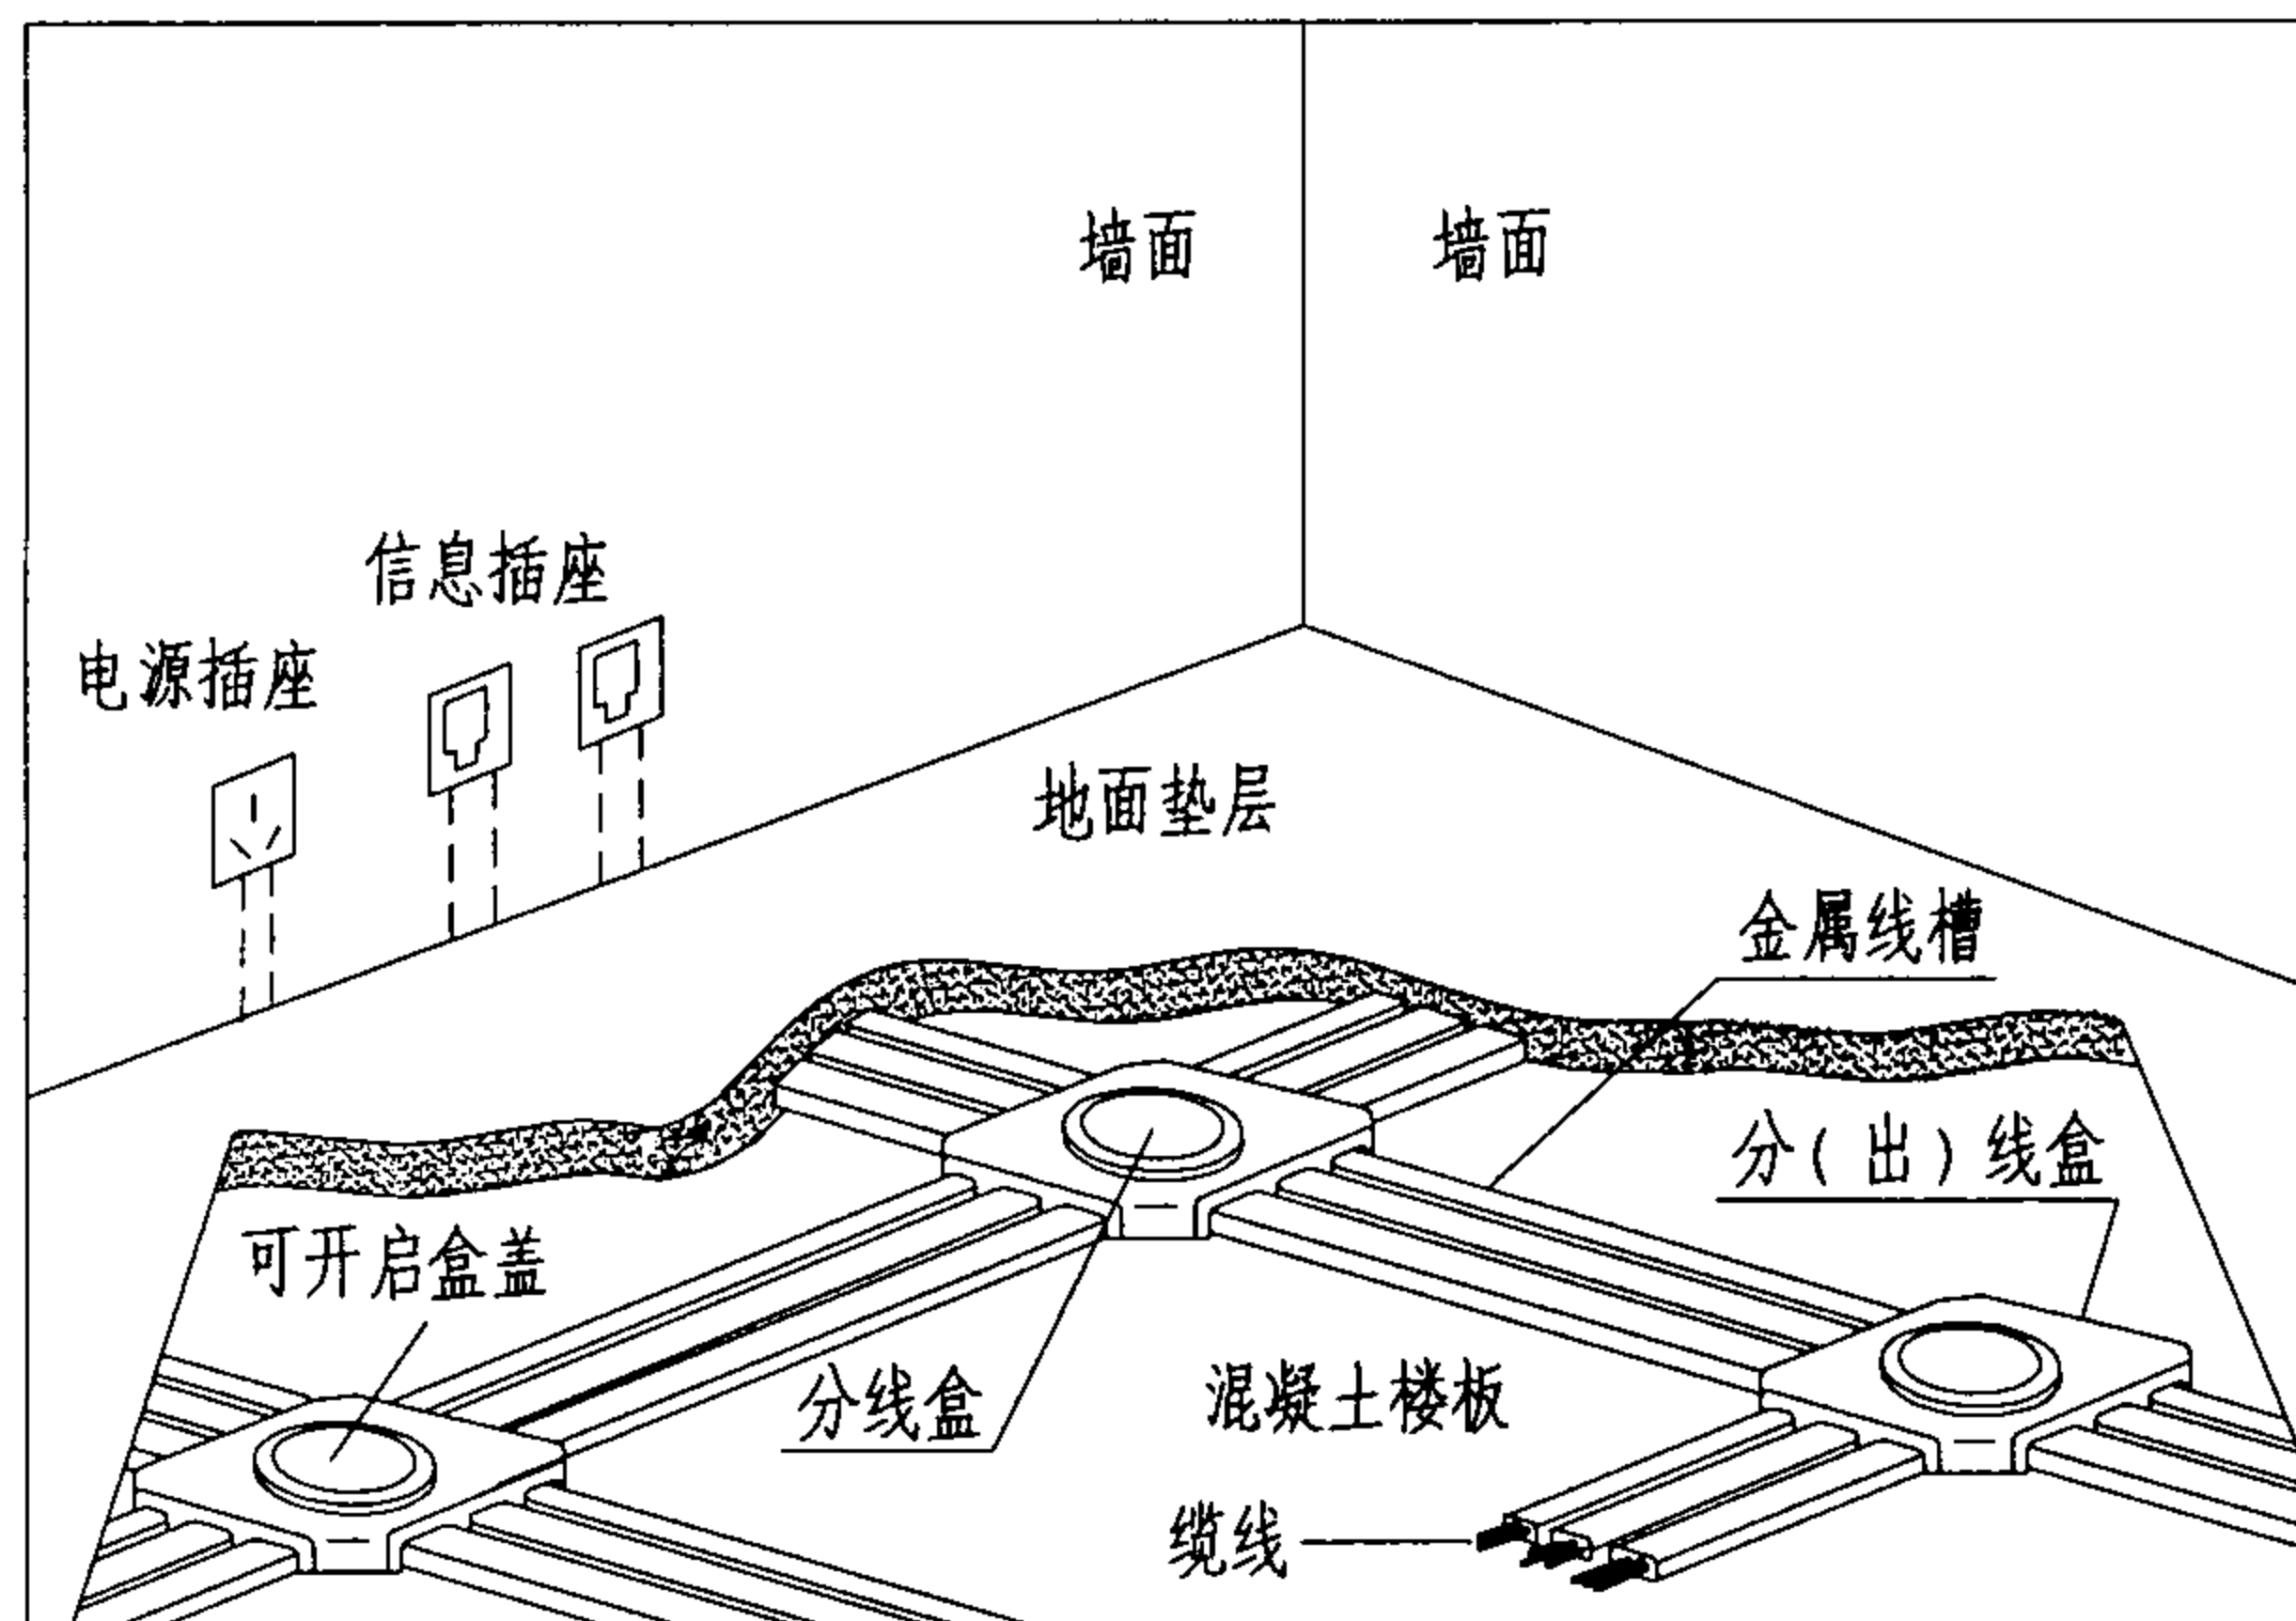 墙面
墙面
信息插座
电源插座
地面垫层
金属线槽
分(出)线盒
可开启盒盖
分线盒
混凝土楼板
缆线